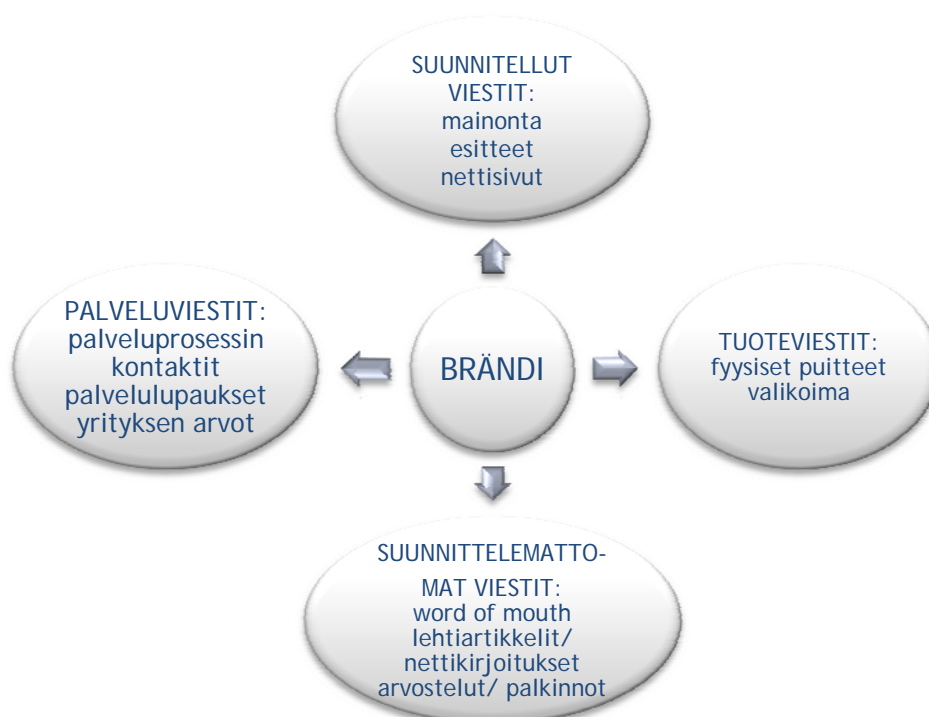 SUUNNITELLUT
VIESTIT:
mainonta
esitteet
nettisivut
PALVELUVIESTIT:
palveluprosessin
kontaktit
palvelulupaukset
yrityksen arvot
BRÄNDI
TUOTEVIESTIT:
fyysiset puitteet
valikoima
SUUNNITTELEMATTO-
MAT VIESTIT:
word of mouth
lehtiartikkelit/
nettikirjoitukset
arvostelut/ palkinnot